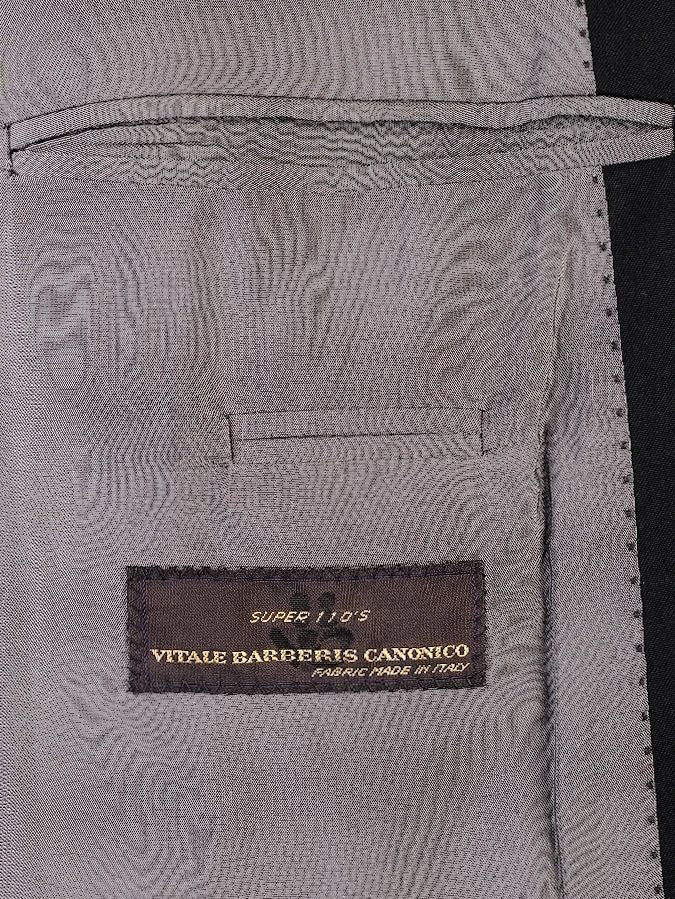 SUPER 110'S
VITALE BARBERIS CANONICO
FABRIC MADE IN ITALY